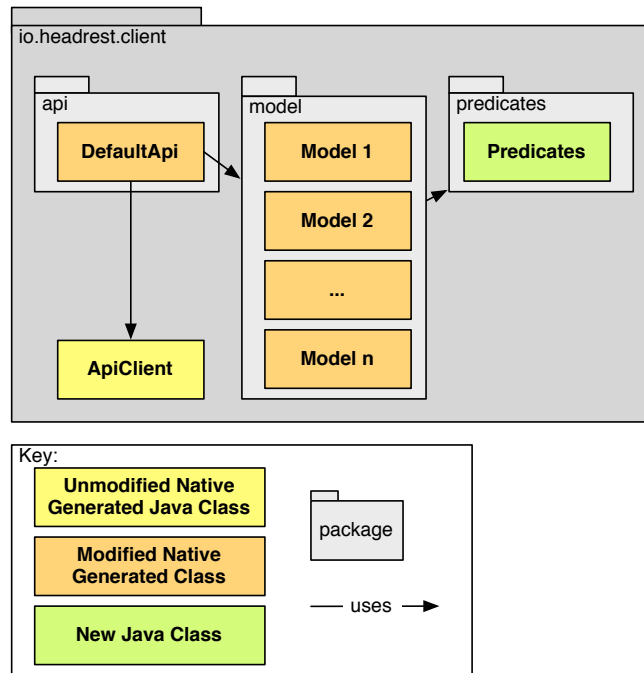 io.headrest.client
api
model
predicates
DefaultApi
Model 1
Predicates
Model 2
...
ApiClient
Model n
Key:
Unmodified Native
Generated Java Class
package
Modified Native
Generated Class
uses
New Java Class